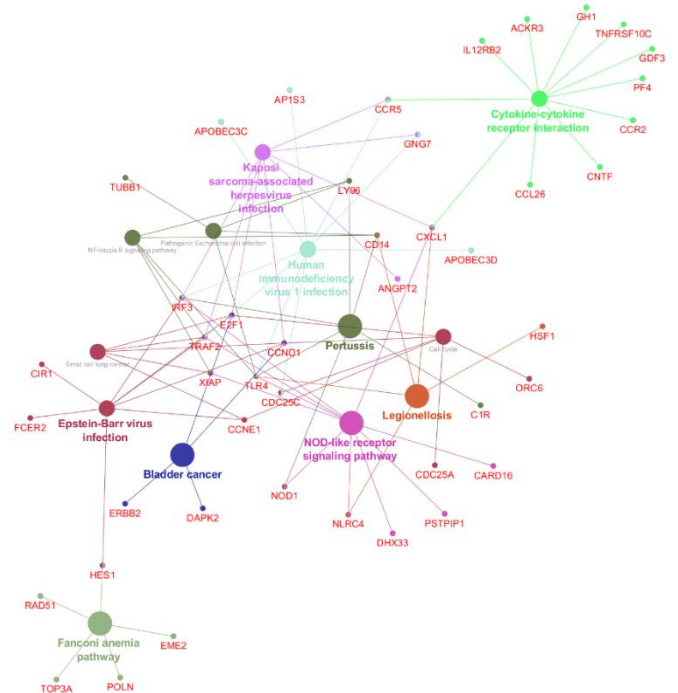 GH1
ACKR3
TNFRSF10C
IL12RB2
GDF3
PF4
AP1S3
CCR5
Cytokine-cytokine
receptor interaction
CCR2
APOBEC3C
GNG7
Kaposi
sarcoma-associated
herpesvirus
infection
CNTF
TUBB1
LY96
CCL26
NF-kappa B signaling pathway
Pathogenic Escherichia coli infection
CD14
CXCL1
Human
immunodeficiency
virus 1 infection
APOBEC3D
ANGPT2
IRF3
E2F1
Pertussis
HSF1
TRAF2
CCND1
Cell cycle
Small cell lung cancer
CIR1
XIAP
TLR4
CDC25C
ORC6
Legionellosis
C1R
FCER2
Epstein-Barr virus
infection
CCNE1
NOD-like receptor
signaling pathway
Bladder cancer
CDC25A
CARD16
NOD1
ERBB2
DAPK2
NLRC4
PSTPIP1
DHX33
HES1
RAD51
Fanconi anemia
pathway
EME2
TOP3A
POLN